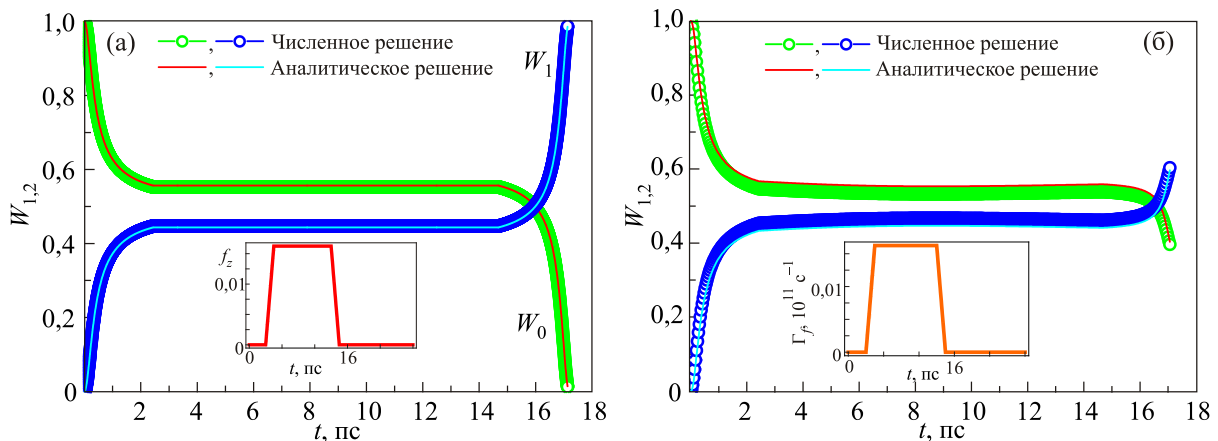 (а)
1,0
0,8
0,6
0,4
0,2
0
W1,2
Численное решение
Аналитическое решение
W1
W0
fz
0,01
0
0
16
t, пс
2
4
6
8
10
12
14
16
18
t, пс
(б)
1,0
0,8
0,6
0,4
0,2
0
W1,2
Численное решение
Аналитическое решение
Γf, 10^11 с^−1
0,01
0
0
16
t, пс
2
4
6
8
10
12
14
16
18
t, пс